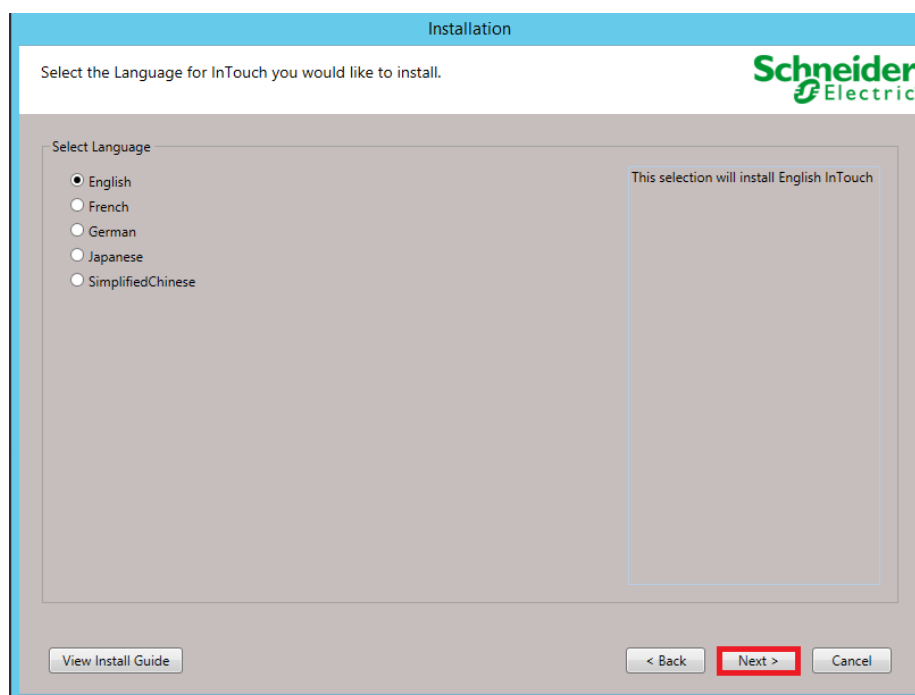 Installation
Select the Language for InTouch you would like to install.
Schneider
Electric
Select Language
English
This selection will install English InTouch
French
German
Japanese
SimplifiedChinese
View Install Guide
< Back
Next >
Cancel